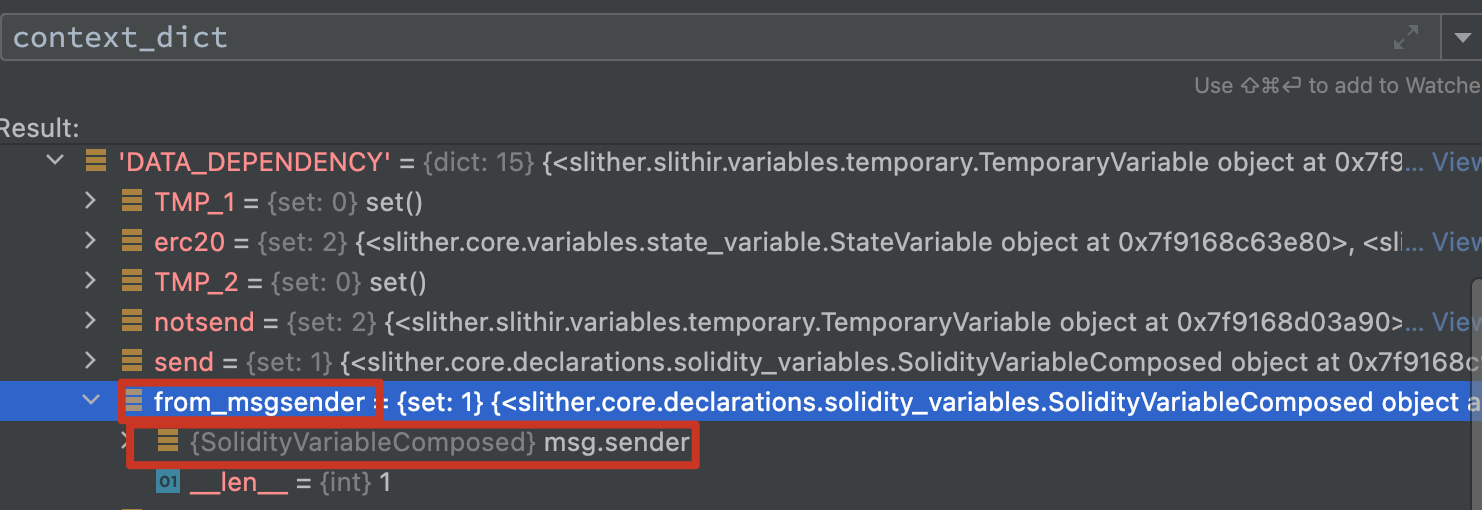 context_dict
Use ⇧⌘⏎ to add to Watche
Result:
'DATA_DEPENDENCY' = {dict: 15} {<slither.slithir.variables.temporary.TemporaryVariable object at 0x7f9... View
TMP_1 = {set: 0} set()
erc20 = {set: 2} {<slither.core.variables.state_variable.StateVariable object at 0x7f9168c63e80>, <sli... View
TMP_2 = {set: 0} set()
notsend = {set: 2} {<slither.slithir.variables.temporary.TemporaryVariable object at 0x7f9168d03a90>... View
send = {set: 1} {<slither.core.declarations.solidity_variables.SolidityVariableComposed object at 0x7f9168c
from_msgsender = {set: 1} {<slither.core.declarations.solidity_variables.SolidityVariableComposed object a
{SolidityVariableComposed} msg.sender
01 __len__ = {int} 1